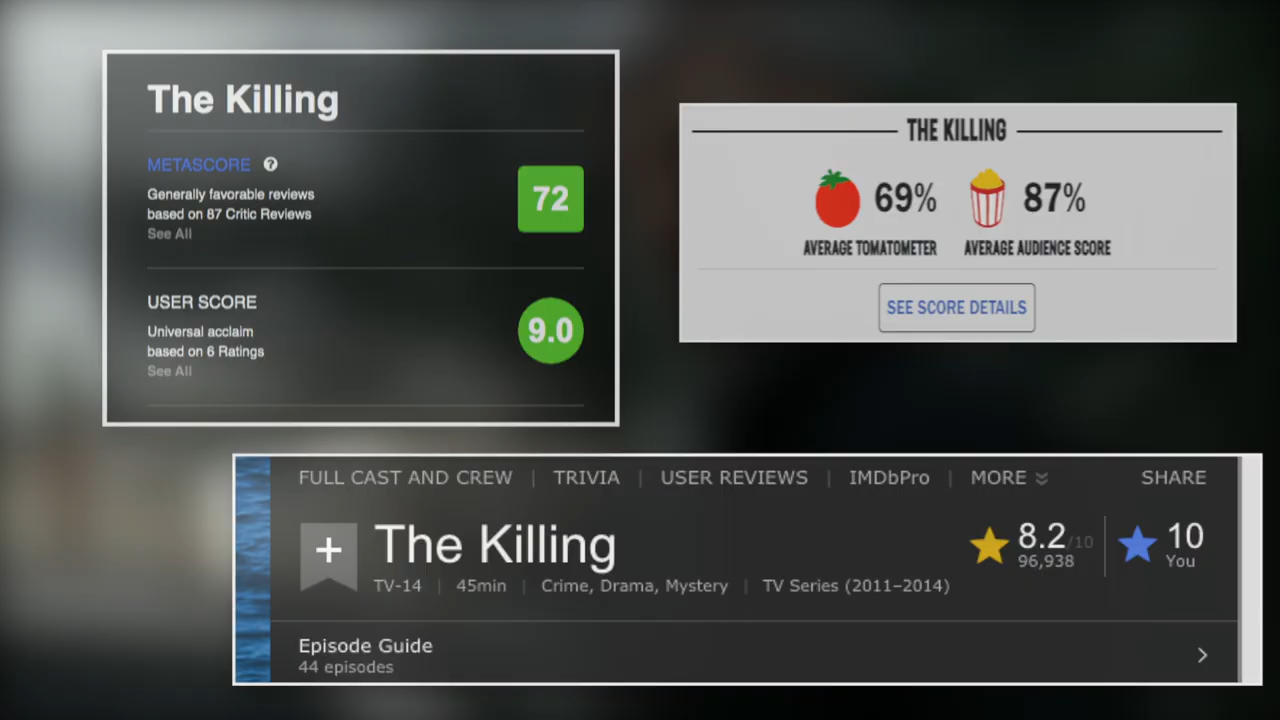 The Killing
METASCORE ?
Generally favorable reviews
based on 87 Critic Reviews
See All
72
USER SCORE
Universal acclaim
based on 6 Ratings
See All
9.0
THE KILLING
69% 87%
AVERAGE TOMATOMETER AVERAGE AUDIENCE SCORE
SEE SCORE DETAILS
FULL CAST AND CREW | TRIVIA | USER REVIEWS | IMDbPro | MORE SHARE
+ The Killing
8.2/10
96,938
10
You
TV-14 | 45min | Crime, Drama, Mystery | TV Series (2011–2014)
Episode Guide
44 episodes